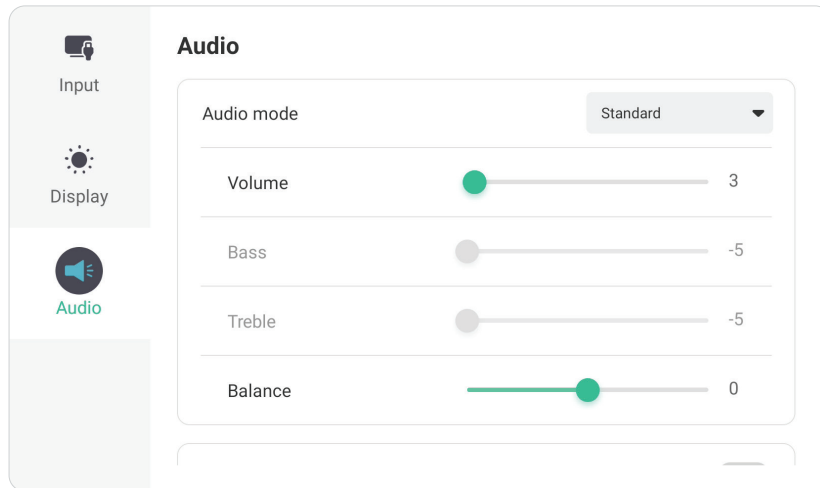 Input
Display
Audio
Audio
Audio mode Standard
Volume 3
Bass -5
Treble -5
Balance 0